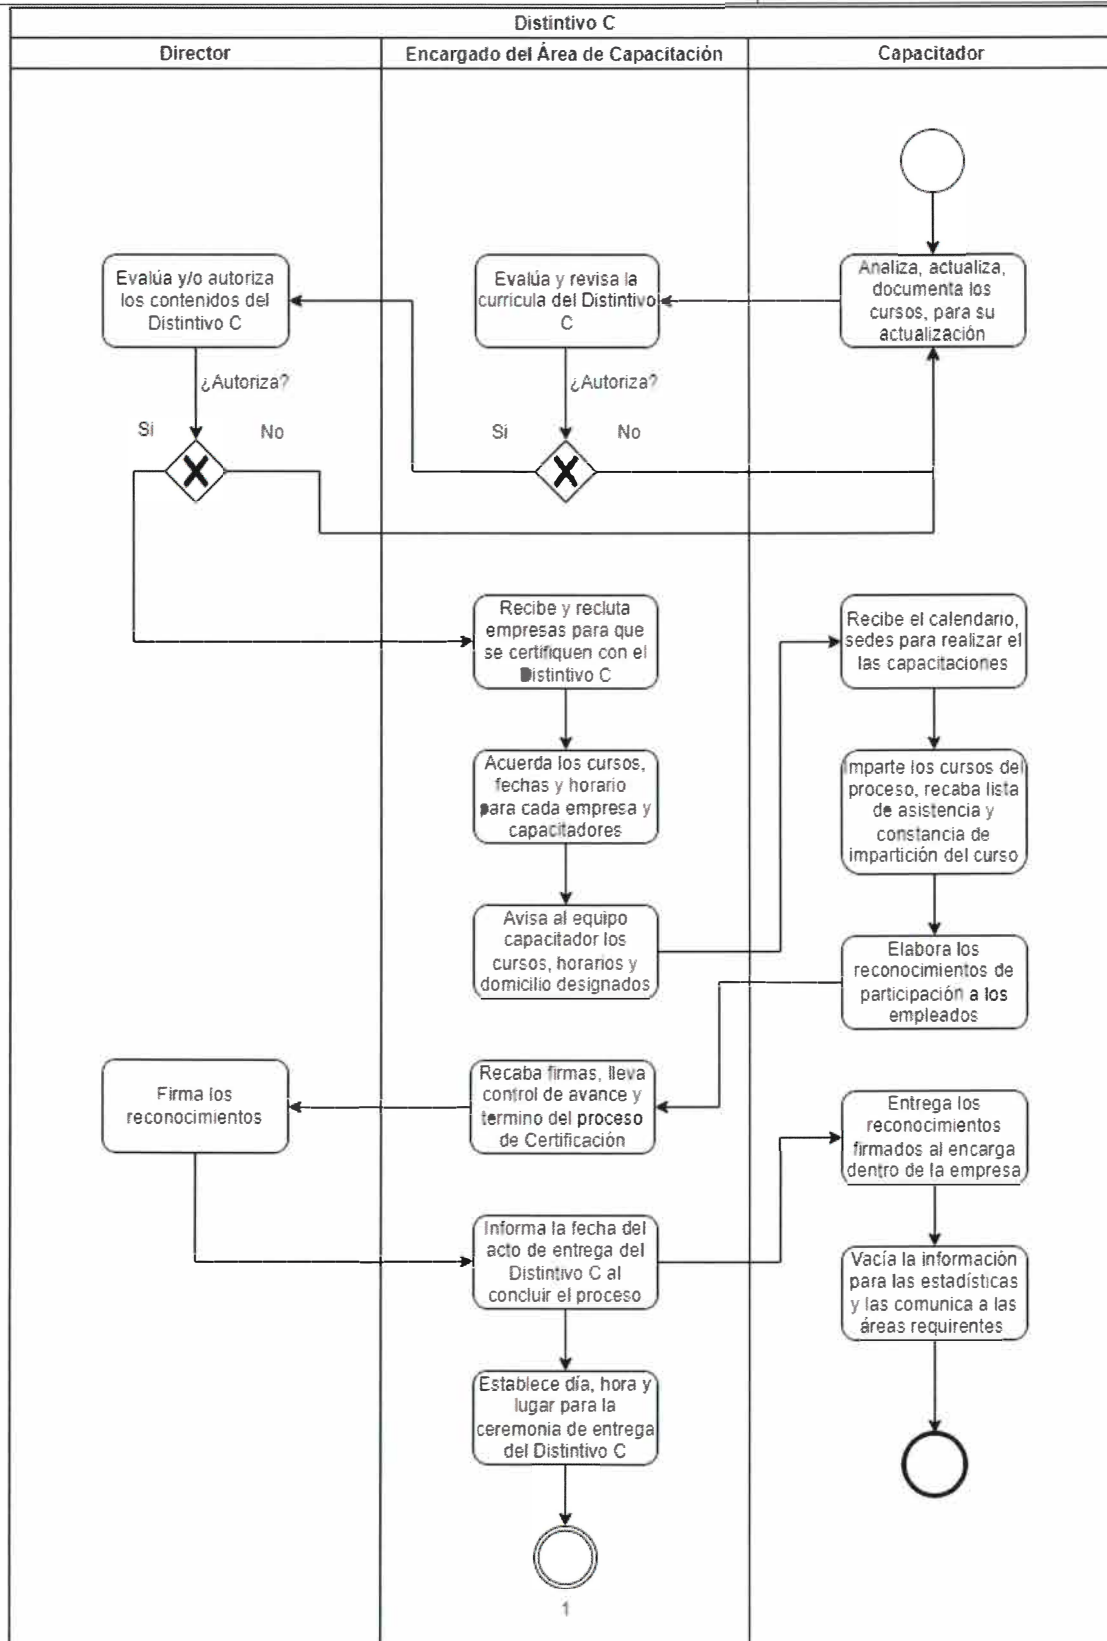 Distintivo C
Director
Encargado del Área de Capacitación
Capacitador
Evalúa y/o autoriza
los contenidos del
Distintivo C
Evalúa y revisa la
curricula del Distintivo
C
Analiza, actualiza,
documenta los
cursos, para su
actualización
¿Autoriza?
¿Autoriza?
Si
No
Si
No
Recibe y recluta
empresas para que
se certifiquen con el
Distintivo C
Recibe el calendario,
sedes para realizar el
las capacitaciones
Acuerda los cursos,
fechas y horario
para cada empresa y
capacitadores
Imparte los cursos del
proceso, recaba lista
de asistencia y
constancia de
impartición del curso
Avisa al equipo
capacitador los
cursos, horarios y
domicilio designados
Elabora los
reconocimientos de
participación a los
empleados
Firma los
reconocimientos
Recaba firmas, lleva
control de avance y
termino del proceso
de Certificación
Entrega los
reconocimientos
firmados al encarga
dentro de la empresa
Informa la fecha del
acto de entrega del
Distintivo C al
concluir el proceso
Vacía la información
para las estadísticas
y las comunica a las
áreas requirentes
Establece día, hora y
lugar para la
ceremonia de entrega
del Distintivo C
1